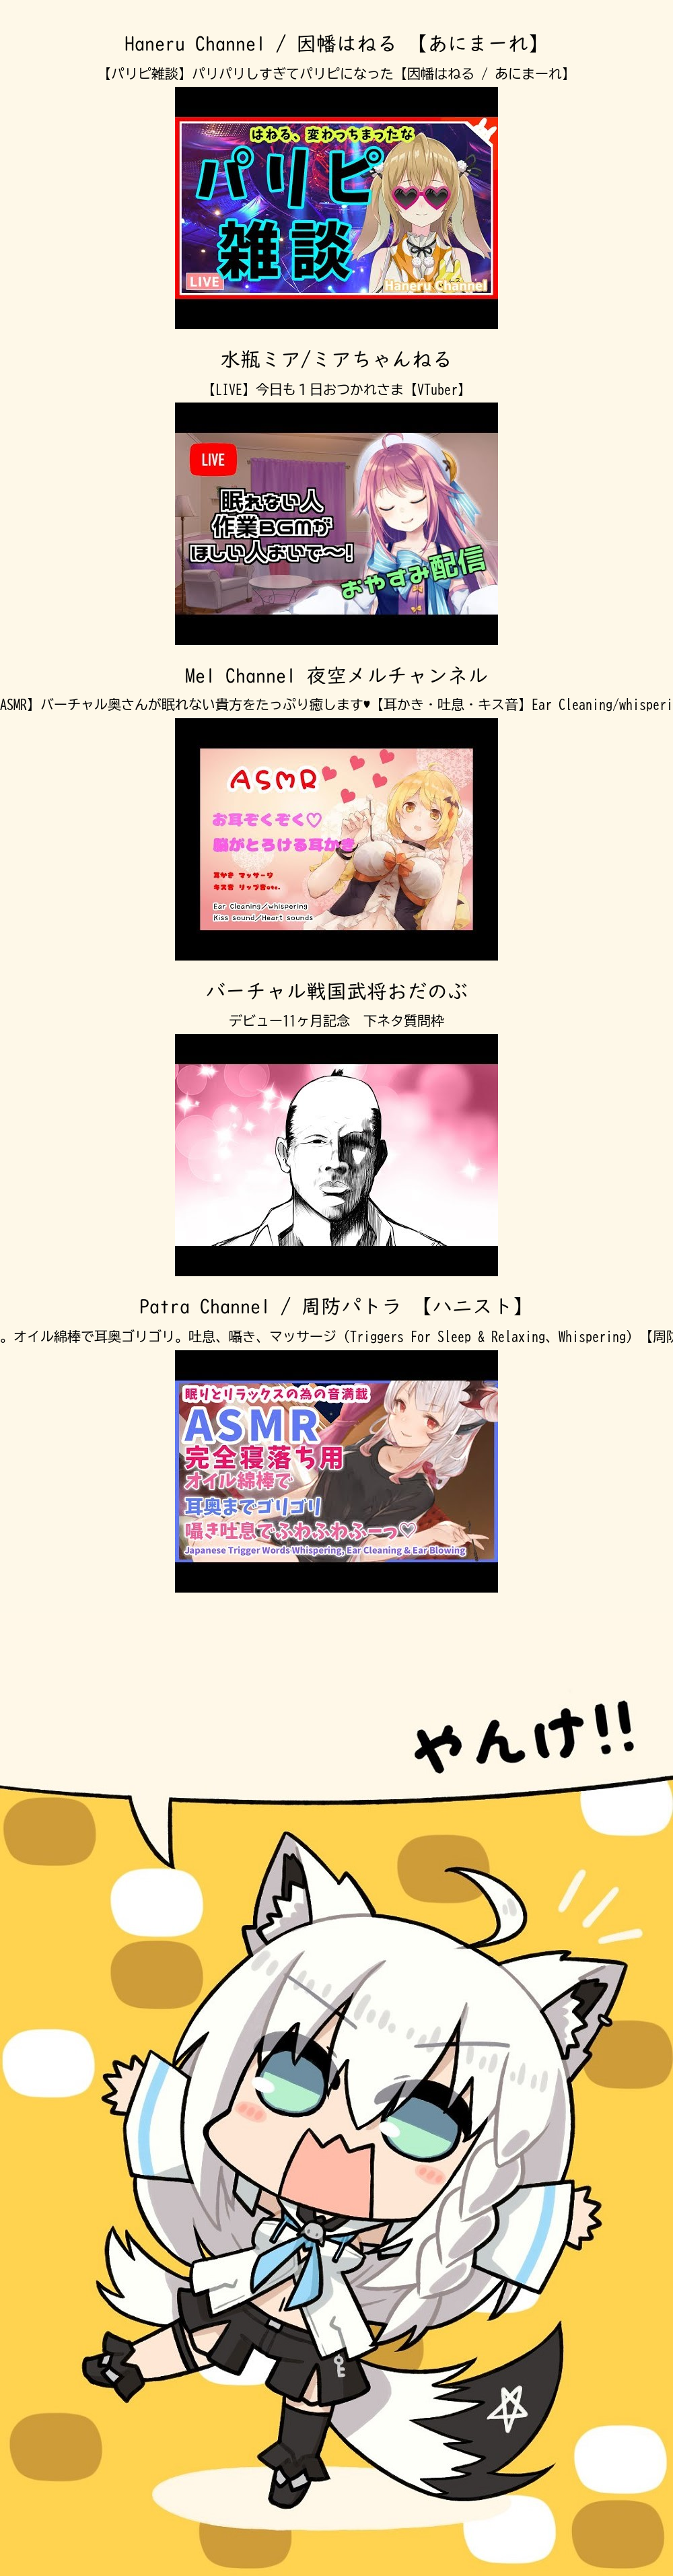 Haneru Channel / 因幡はねる 【あにまーれ】
【パリピ雑談】パリパリしすぎてパリピになった【因幡はねる / あにまーれ】
はねる、変わっちまったな
パリピ
雑談
LIVE
Haneru Channel
水瓶ミア/ミアちゃんねる
【LIVE】今日も１日おつかれさま【VTuber】
LIVE
眠れない人
作業BGMが
ほしい人おいで〜!
おやすみ配信
Mel Channel 夜空メルチャンネル
ASMR】バーチャル奥さんが眠れない貴方をたっぷり癒します♥【耳かき・吐息・キス音】Ear Cleaning/whisperi
ASMR
お耳ぞくぞく♡
脳がとろける耳かき
耳かき マッサージ
キス音 リップ音etc.
Ear Cleaning/whispering
Kiss sound/Heart sounds
バーチャル戦国武将おだのぶ
デビュー11ヶ月記念　下ネタ質問枠
Patra Channel / 周防パトラ 【ハニスト】
。オイル綿棒で耳奥ゴリゴリ。吐息、囁き、マッサージ（Triggers For Sleep & Relaxing、Whispering）【周防
眠りとリラックスの為の音満載
ASMR
完全寝落ち用
オイル綿棒で
耳奥までゴリゴリ
囁き吐息でふわふわふーっ♡
Japanese Trigger Words Whispering, Ear Cleaning & Ear Blowing
やんけ!!